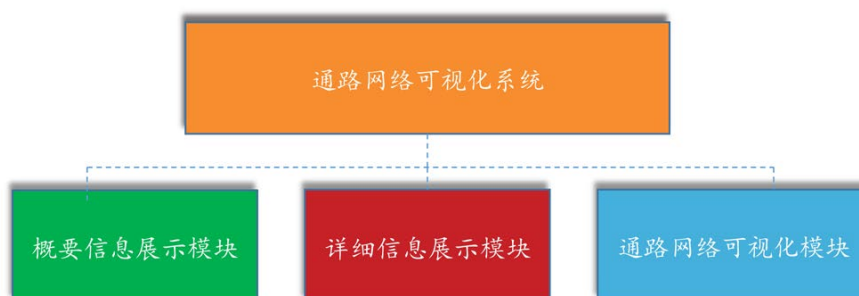 通路网络可视化系统
概要信息展示模块
详细信息展示模块
通路网络可视化模块